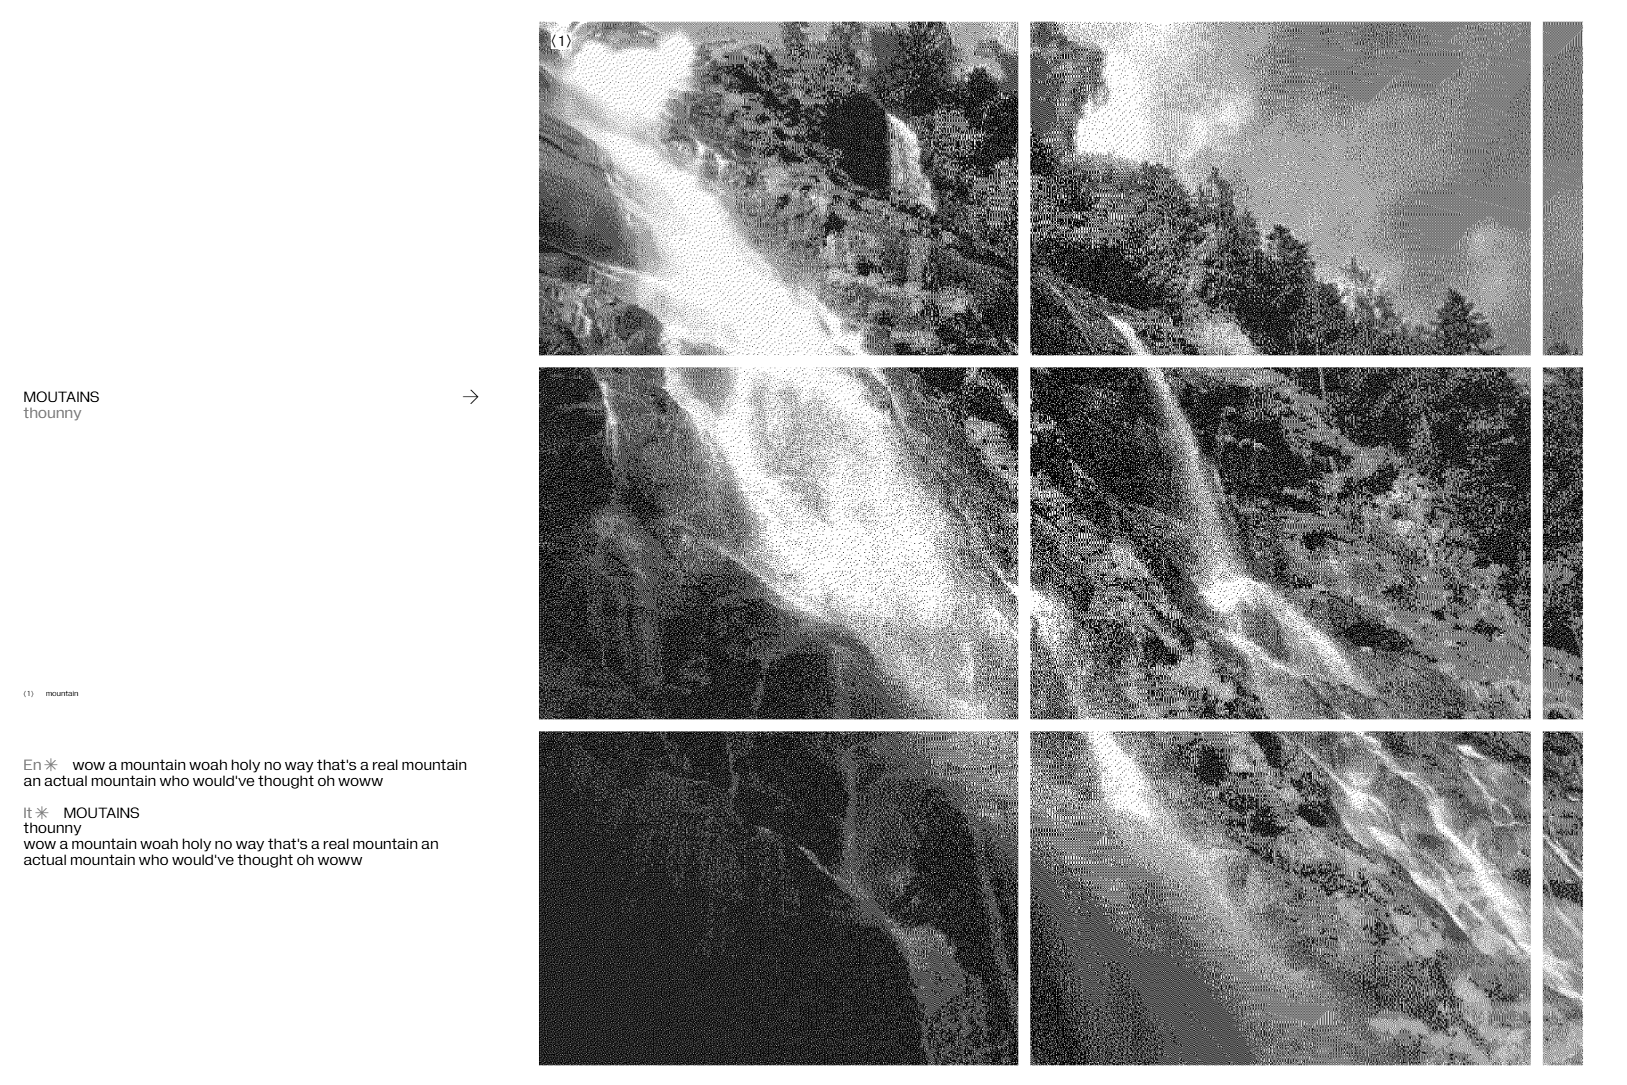 (1)
MOUTAINS →
thounny
(1) mountain
En✳ wow a mountain woah holy no way that's a real mountain
an actual mountain who would've thought oh woww
It✳ MOUTAINS
thounny
wow a mountain woah holy no way that's a real mountain an
actual mountain who would've thought oh woww